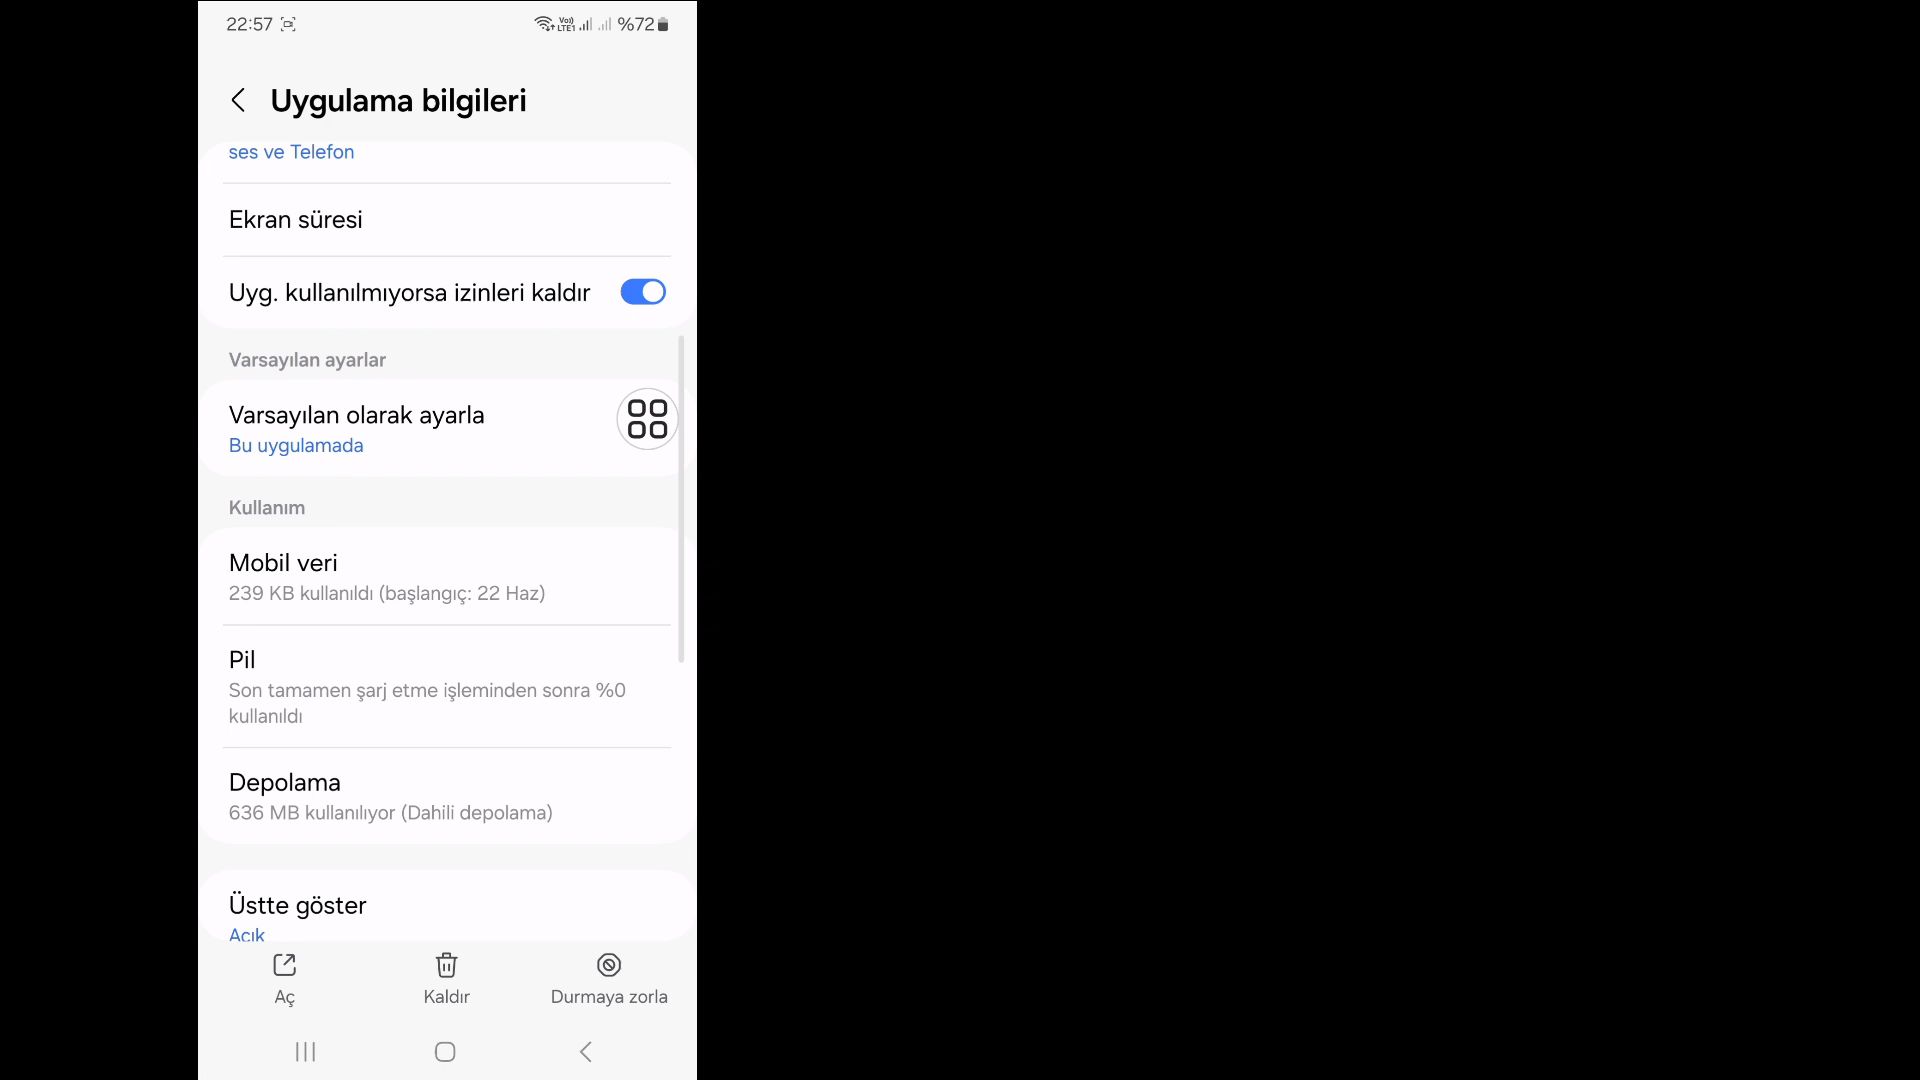 22:57 Vo)) LTE1 %72
Uygulama bilgileri
ses ve Telefon
Ekran süresi
Uyg. kullanılmıyorsa izinleri kaldır
Varsayılan ayarlar
Varsayılan olarak ayarla
Bu uygulamada
Kullanım
Mobil veri
239 KB kullanıldı (başlangıç: 22 Haz)
Pil
Son tamamen şarj etme işleminden sonra %0
kullanıldı
Depolama
636 MB kullanılıyor (Dahili depolama)
Üstte göster
Açık
Aç Kaldır Durmaya zorla